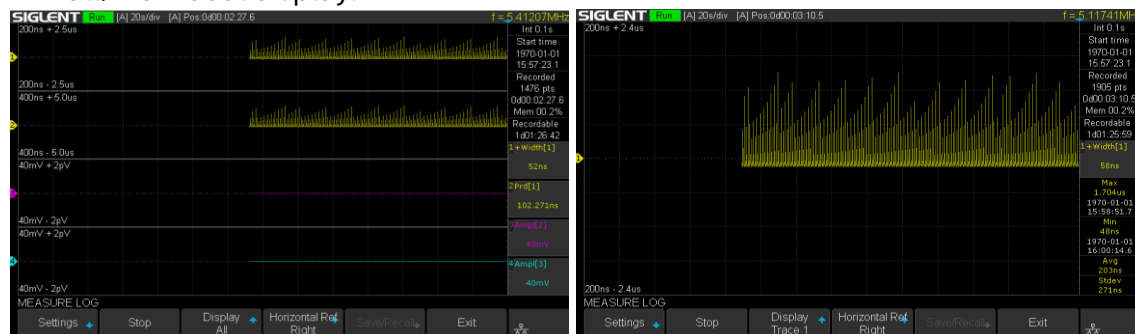 SIGLENT Run [A] 20s/div [A] Pos:0d00:02:27.6 f = 5.41207MHz
200ns + 2.5us
Int 0.1s
Start time
1970-01-01
15:57:23.1
1
Recorded
200ns - 2.5us
1476 pts
400ns + 5.0us
0d00:02:27.6
Mem 00.2%
2
Recordable
1d01:26:42
400ns - 5.0us
1+Width[1]
40mV + 2pV
52ns
2Prd[1]
102.271ns
40mV - 2pV
3Ampl[2]
40mV + 2pV
40mV
4Ampl[3]
40mV
40mV - 2pV
MEASURE LOG
Settings Stop Display All Horizontal Ref Right Save/Recall Exit
SIGLENT Run [A] 20s/div [A] Pos:0d00:03:10.5 f = 5.11741MH
200ns + 2.4us
Int 0.1s
Start time
1970-01-01
15:57:23.1
Recorded
1905 pts
0d00:03:10.5
Mem 00.2%
Recordable
1d01:25:59
1+Width[1]
1
58ns
Max
1.704us
1970-01-01
15:58:51.7
Min
48ns
1970-01-01
16:00:14.6
Avg
203ns
Stdev
200ns - 2.4us
271ns
MEASURE LOG
Settings Stop Display Trace 1 Horizontal Ref Right Save/Recall Exit